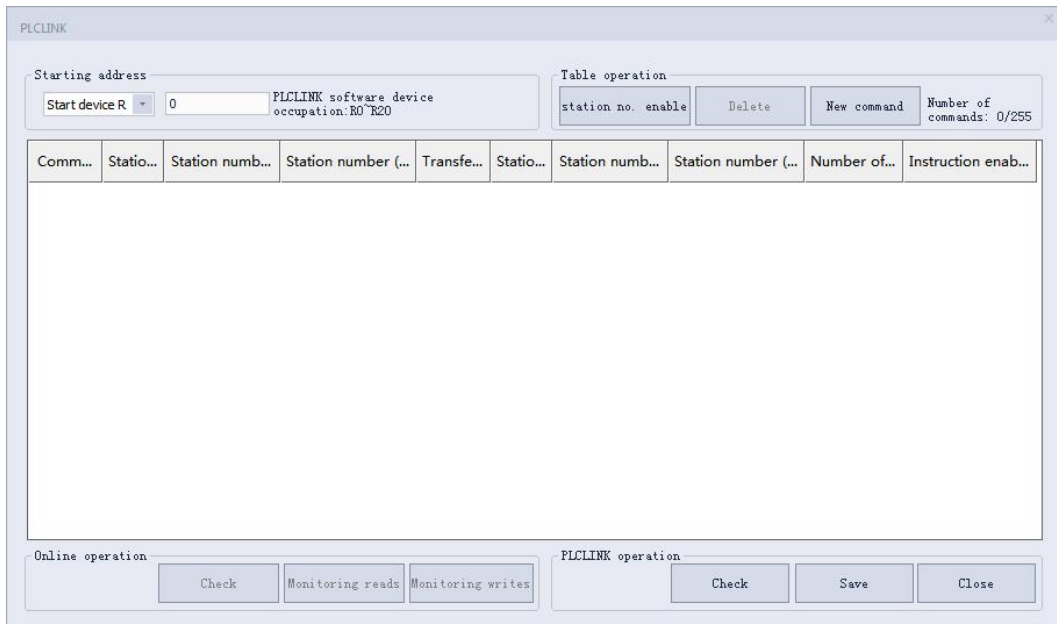 PLCLINK
Starting address
Start device R
0
PLCLINK software device
occupation:R0~R20
Table operation
station no. enable
Delete
New command
Number of
commands: 0/255
Comm...
Statio...
Station numb...
Station number (...
Transfe...
Statio...
Station numb...
Station number (...
Number of...
Instruction enab...
Online operation
Check
Monitoring reads
Monitoring writes
PLCLINK operation
Check
Save
Close